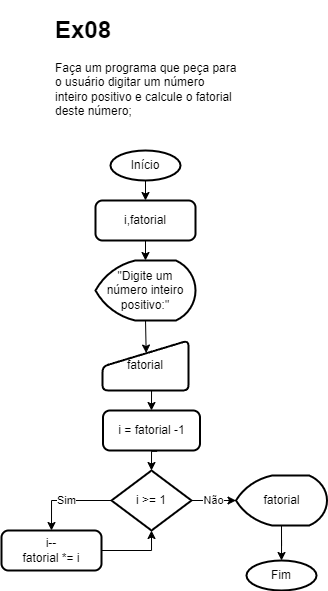 Ex08
Faça um programa que peça para
o usuário digitar um número
inteiro positivo e calcule o fatorial
deste número;
Início
i,fatorial
"Digite um
número inteiro
positivo:"
fatorial
i = fatorial -1
i >= 1
Sim
Não
fatorial
i--
fatorial *= i
Fim